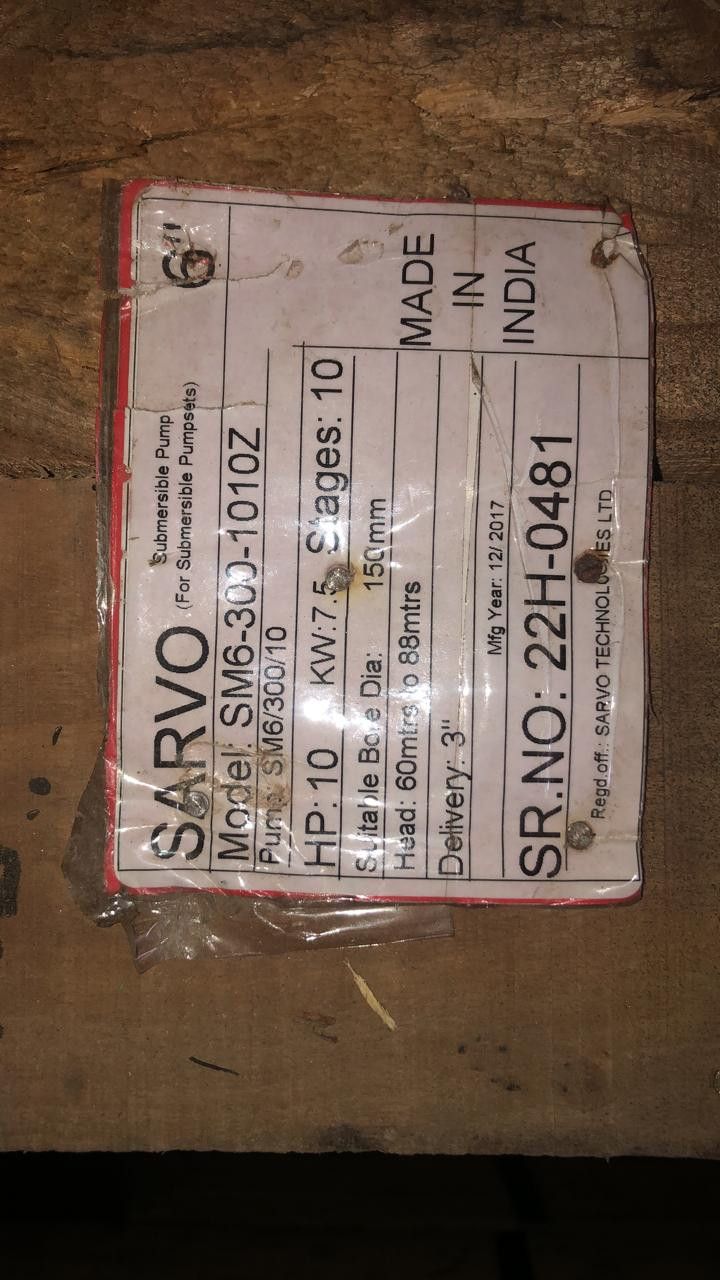 SARVO Submersible Pump 6"
(For Submersible Pumpsets)
Model: SM6-300-1010Z
Pump: SM6/300/10
HP: 10 KW:7.5 Stages: 10
Suitable Bore Dia: 150mm
Head: 60mtrs to 88mtrs
Delivery: 3"
MADE
IN
INDIA
Mfg Year: 12/ 2017
SR.NO: 22H-0481
Regd.off.: SARVO TECHNOLOGIES LTD